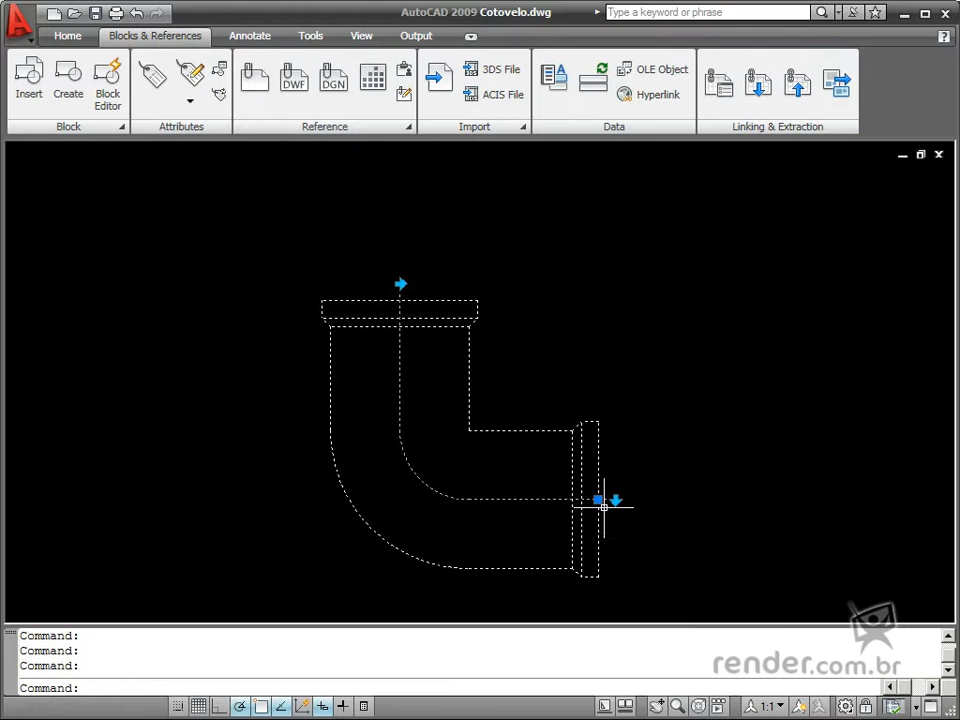 AutoCAD 2009 Cotovelo.dwg
Type a keyword or phrase
Home
Blocks & References
Annotate
Tools
View
Output
Insert
Create
Block
Editor
DWF
DGN
3DS File
ACIS File
OLE Object
Hyperlink
Block
Attributes
Reference
Import
Data
Linking & Extraction
Command:
Command:
Command:
Command:
render.com.br
1:1